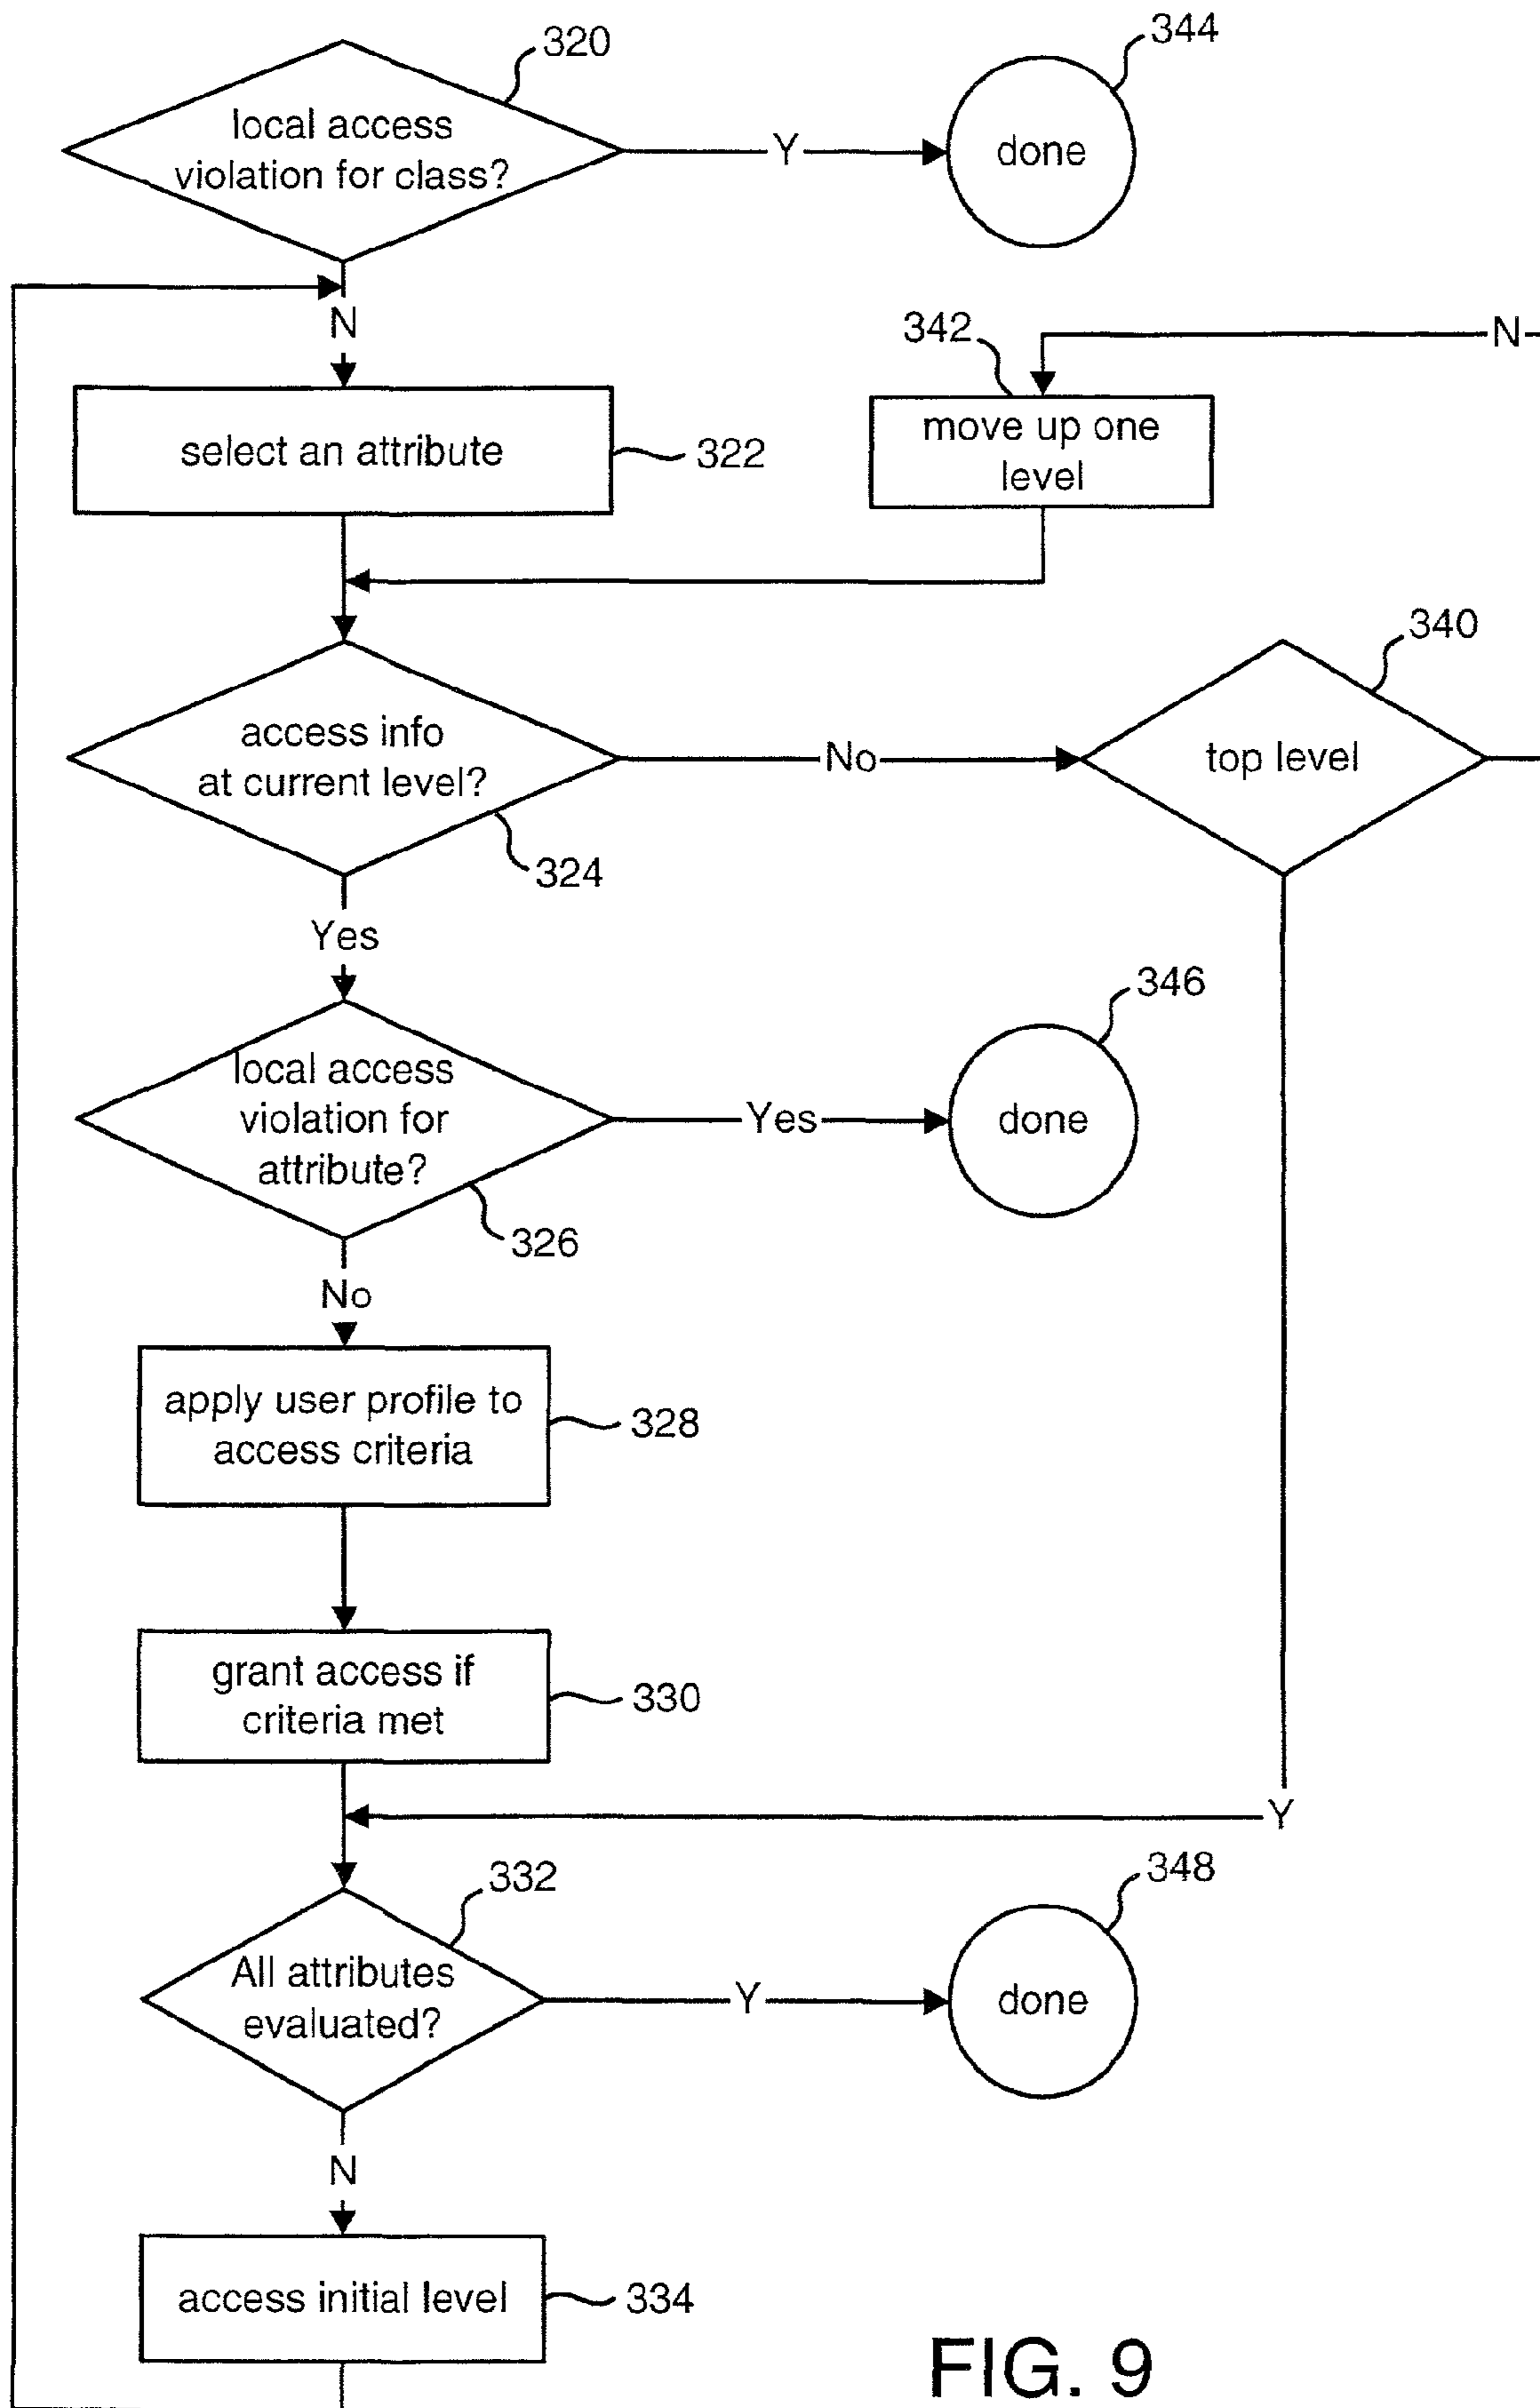 320
344
local access
violation for class?
Y
done
N
342
N
select an attribute
322
move up one
level
340
access info
at current level?
No
top level
324
Yes
346
local access
violation for
attribute?
Yes
done
326
No
apply user profile to
access criteria
328
grant access if
criteria met
330
Y
332
348
All attributes
evaluated?
Y
done
N
access initial level
334
FIG. 9